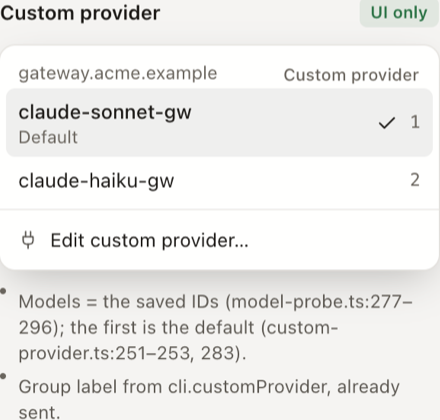 Custom provider UI only
gateway.acme.example Custom provider
claude-sonnet-gw
Default
1
claude-haiku-gw 2
Edit custom provider...
Models = the saved IDs (model-probe.ts:277–
296); the first is the default (custom-
provider.ts:251–253, 283).
Group label from cli.customProvider, already
sent.